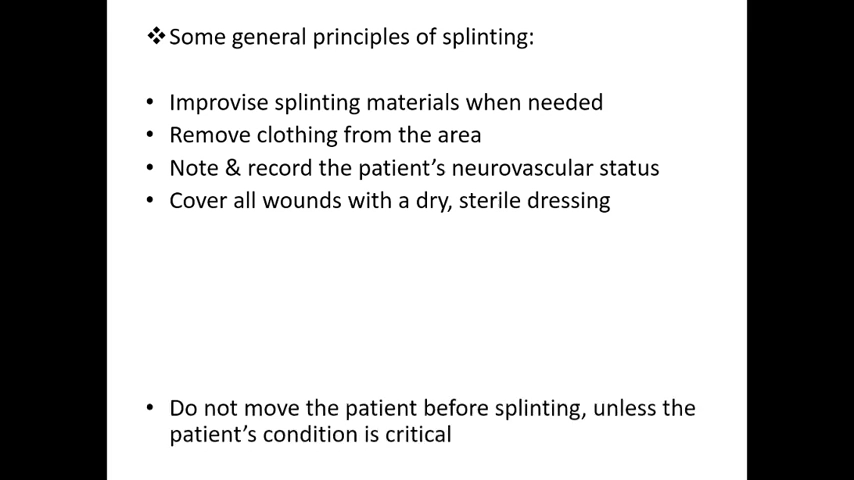 ❖Some general principles of splinting:
• Improvise splinting materials when needed
• Remove clothing from the area
• Note & record the patient’s neurovascular status
• Cover all wounds with a dry, sterile dressing
• Do not move the patient before splinting, unless the
patient’s condition is critical